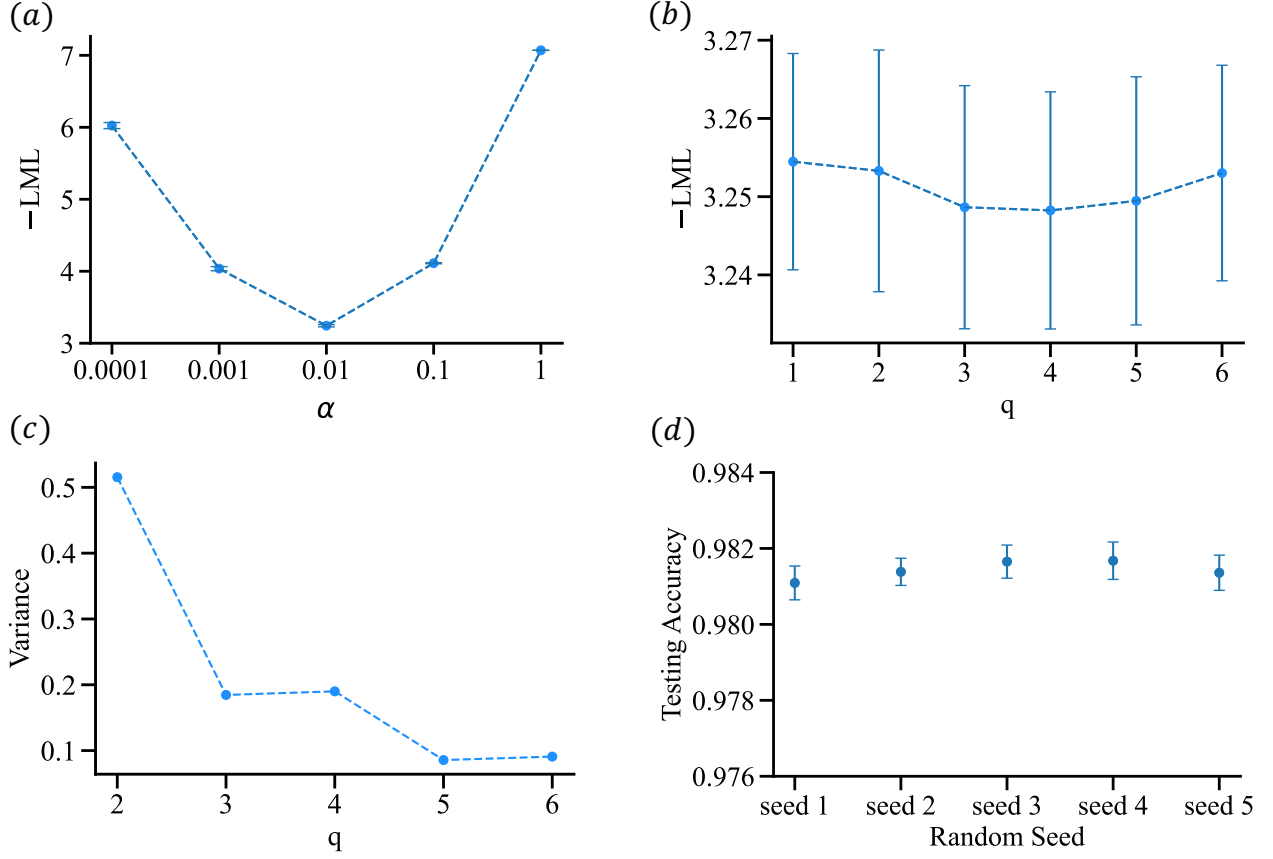 (a)
7
6
5
4
3
−LML
0.0001 0.001 0.01 0.1 1
α
(b)
3.27
3.26
3.25
3.24
−LML
1 2 3 4 5 6
q
(c)
0.5
0.4
0.3
0.2
0.1
Variance
2 3 4 5 6
q
(d)
0.984
0.982
0.980
0.978
0.976
Testing Accuracy
seed 1 seed 2 seed 3 seed 4 seed 5
Random Seed